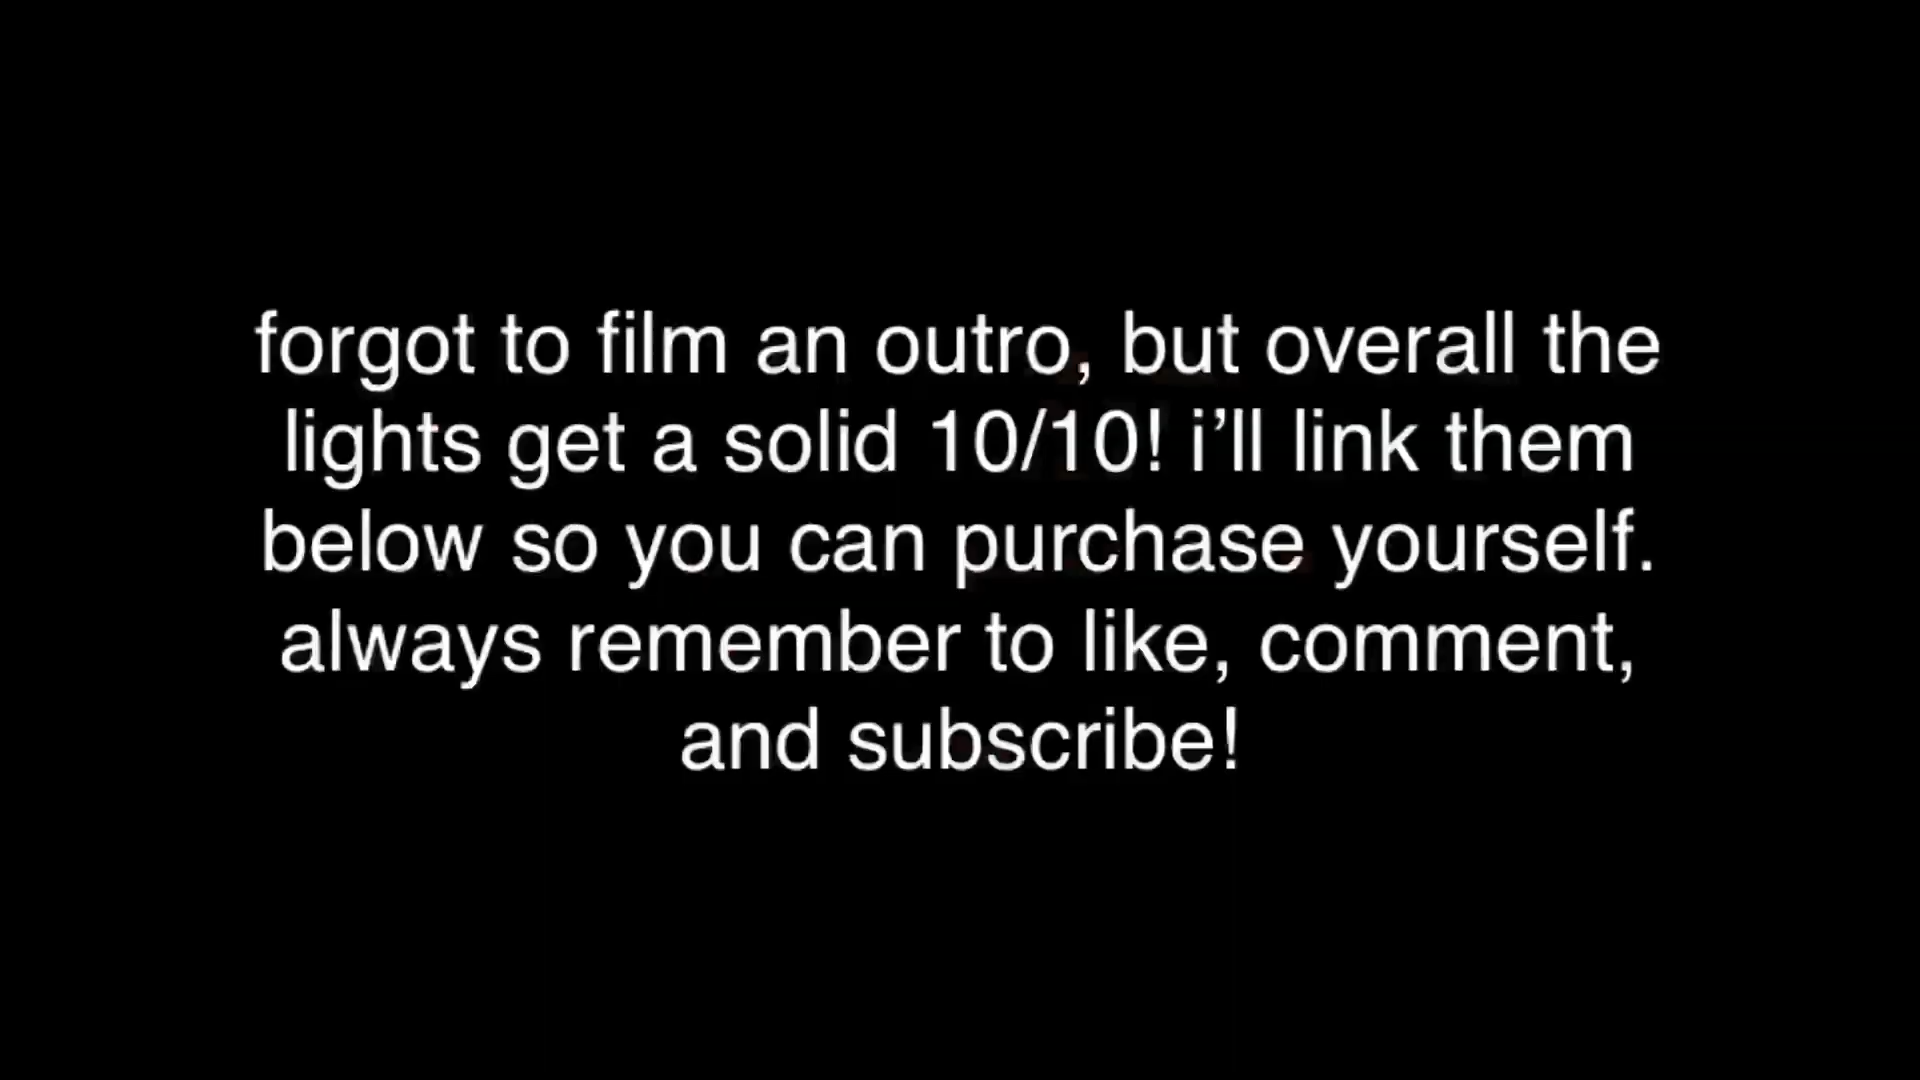 forgot to film an outro, but overall the
lights get a solid 10/10! i’ll link them
below so you can purchase yourself.
always remember to like, comment,
and subscribe!